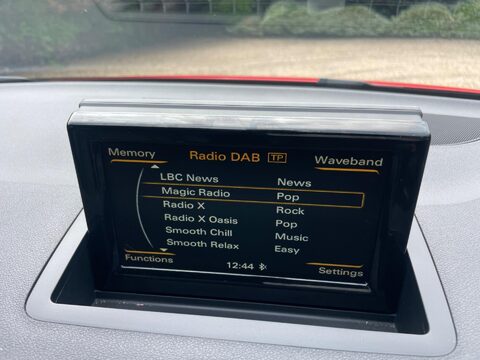 Memory Radio DAB TP Waveband
LBC News News
Magic Radio Pop
Radio X Rock
Radio X Oasis Pop
Smooth Chill Music
Smooth Relax Easy
Functions 12:44 Settings